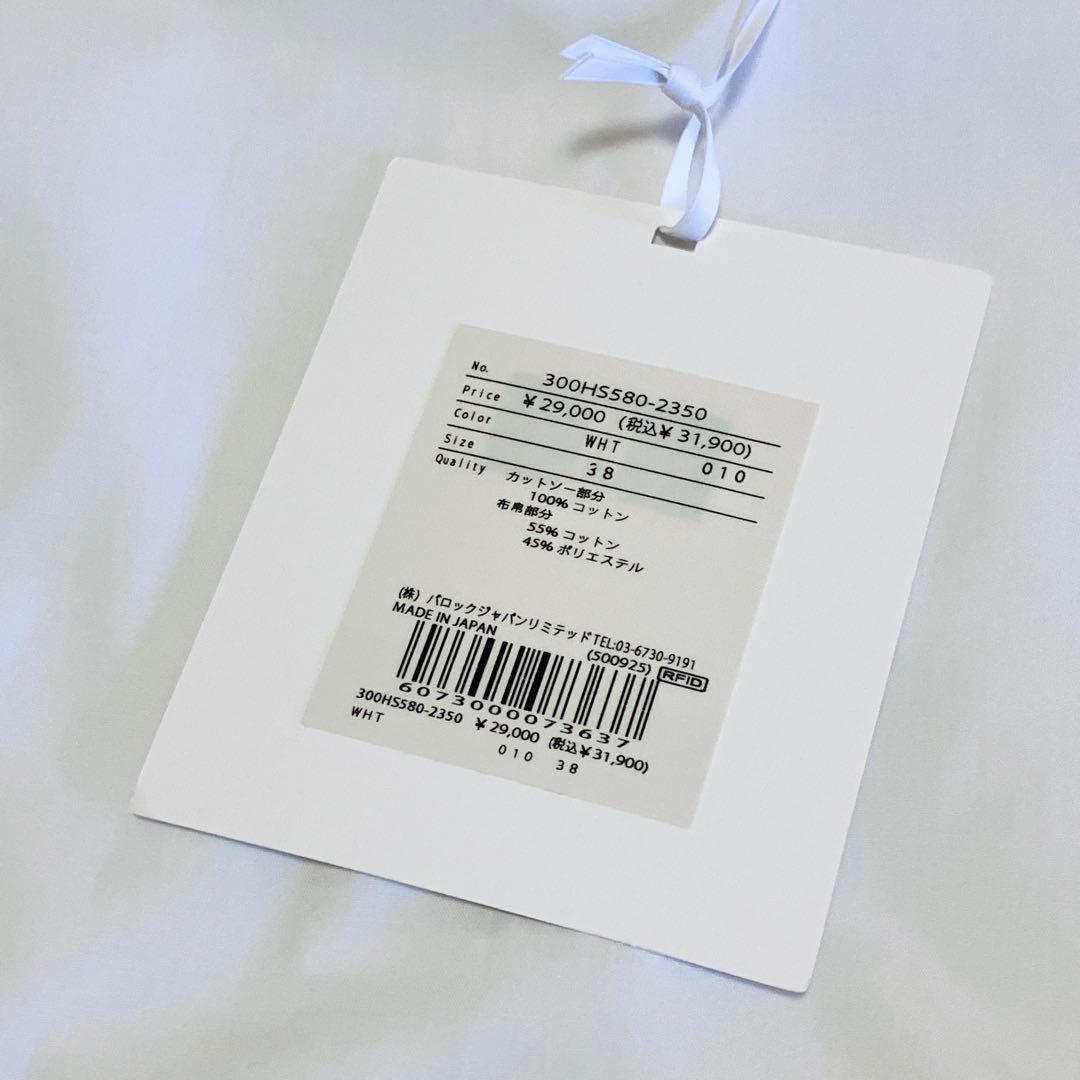 No. 300HS580-2350
Price ¥29,000 (税込¥31,900)
Color WHT 010
Size 38
Quality カットソー部分
100% コットン
布帛部分
55% コットン
45% ポリエステル
(株) バロックジャパンリミテッドTEL:03-6730-9191
MADE IN JAPAN (500925) RFID
6073000073637
300HS580-2350 ¥29,000 (税込¥31,900)
WHT 010 38